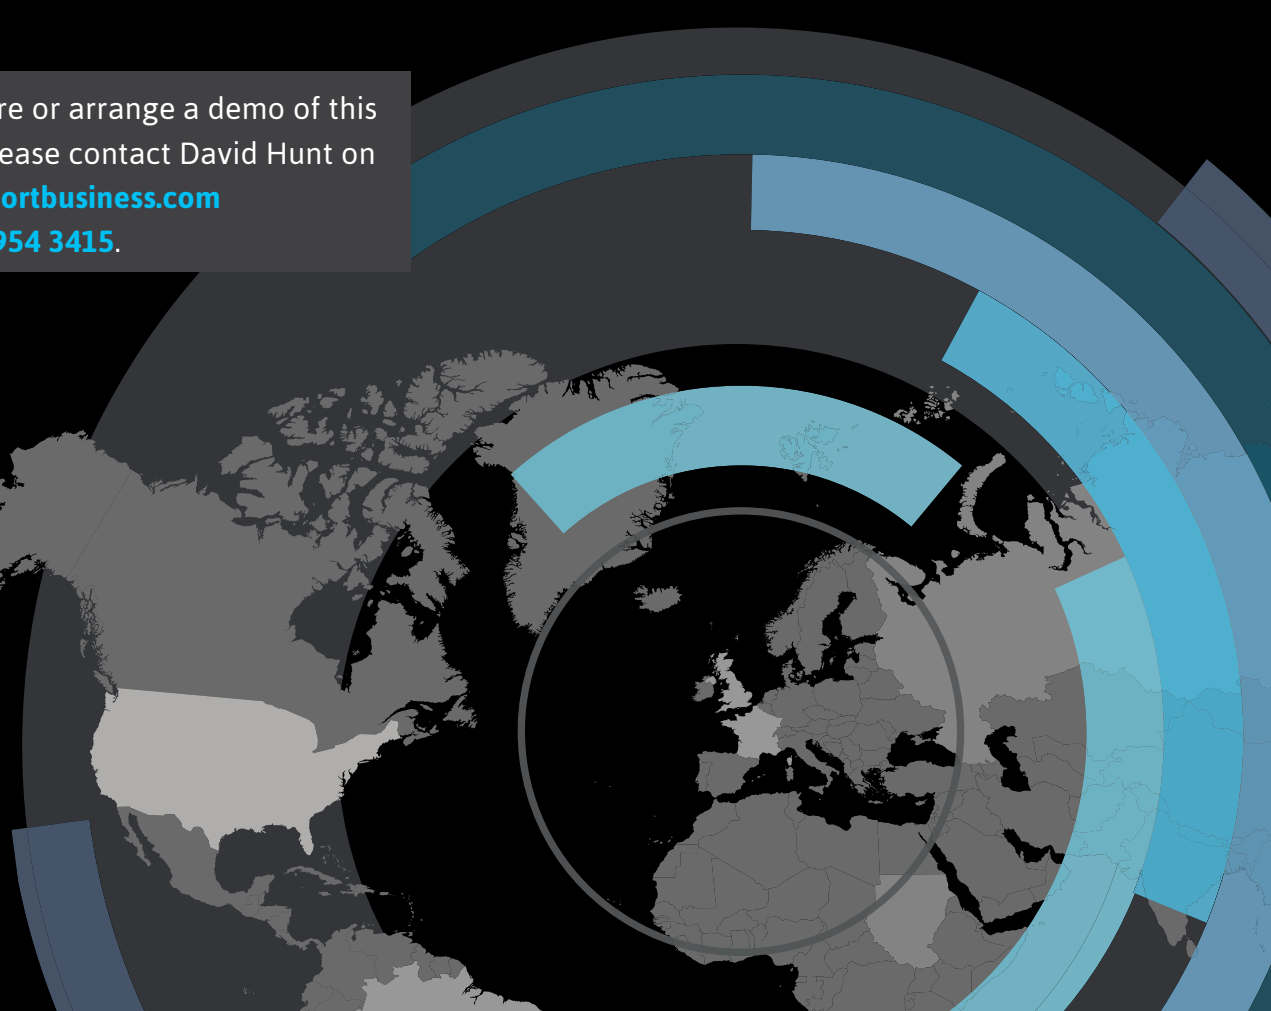 re or arrange a demo of this
ease contact David Hunt on
ortbusiness.com
954 3415.